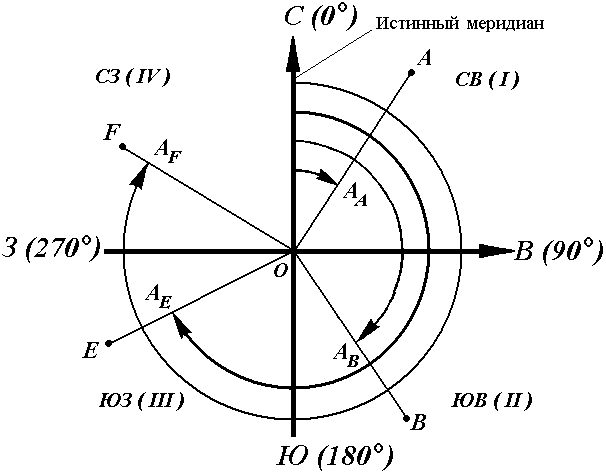 С (0°)
Истинный меридиан
СЗ ( IV )
A
СВ ( I )
F
A_F
A_A
З (270°)
О
В (90°)
A_E
E
A_B
ЮЗ ( III )
B
ЮВ ( II )
Ю (180°)